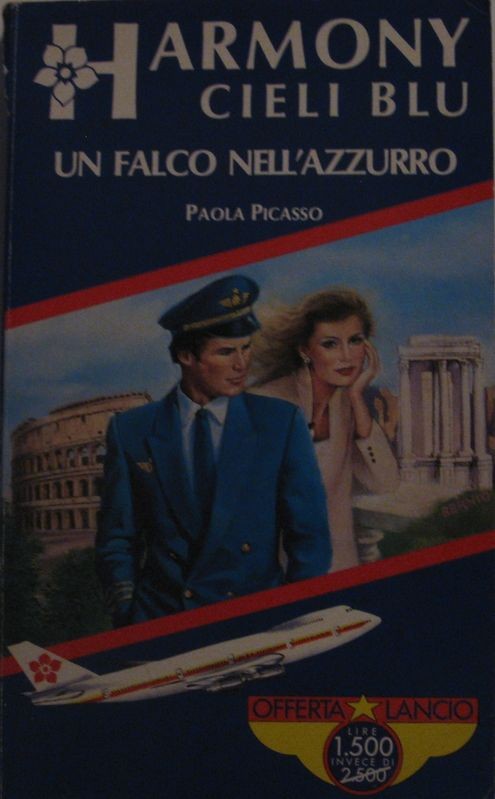 HARMONY
CIELI BLU
UN FALCO NELL'AZZURRO
PAOLA PICASSO
OFFERTA LANCIO
LIRE
1.500
INVECE DI
2.500